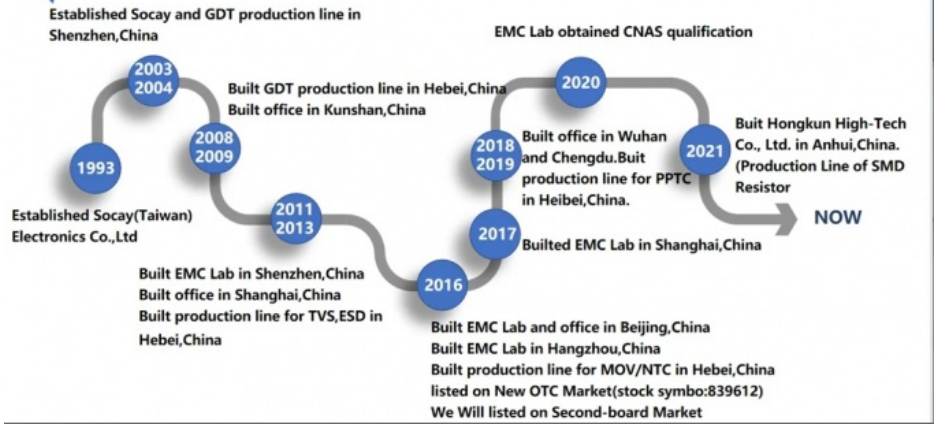 Established Socay and GDT production line in
Shenzhen,China
2003
2004
1993
Established Socay(Taiwan)
Electronics Co.,Ltd
Built GDT production line in Hebei,China
Built office in Kunshan,China
2008
2009
2011
2013
Built EMC Lab in Shenzhen,China
Built office in Shanghai,China
Built production line for TVS,ESD in
Hebei,China
2016
Built EMC Lab and office in Beijing,China
Built EMC Lab in Hangzhou,China
Built production line for MOV/NTC in Hebei,China
listed on New OTC Market(stock symbo:839612)
We Will listed on Second-board Market
2017
Builted EMC Lab in Shanghai,China
2018
2019
Built office in Wuhan
and Chengdu.Buit
production line for PPTC
in Heibei,China.
EMC Lab obtained CNAS qualification
2020
2021
Buit Hongkun High-Tech
Co., Ltd. in Anhui,China.
(Production Line of SMD
Resistor
NOW